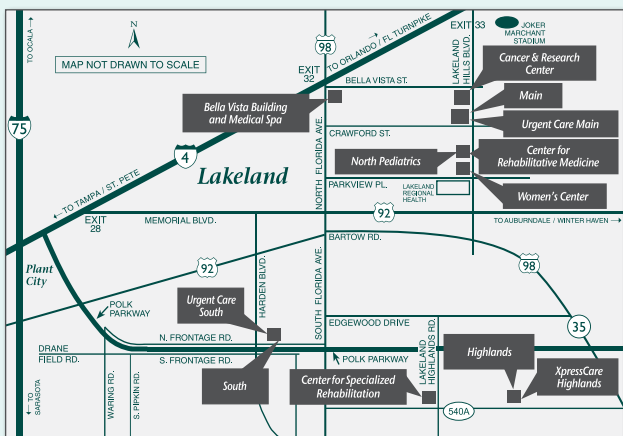 TO OCALA
N
MAP NOT DRAWN TO SCALE
98
TO ORLANDO / FL TURNPIKE
EXIT 33
JOKER
MARCHANT
STADIUM
EXIT
32
LAKELAND
HILLS BLVD.
Cancer & Research
Center
BELLA VISTA ST.
Bella Vista Building
and Medical Spa
Main
75
Urgent Care Main
NORTH FLORIDA AVE.
CRAWFORD ST.
4
North Pediatrics
Center for
Rehabilitative Medicine
Lakeland
PARKVIEW PL.
LAKELAND
REGIONAL
HEALTH
Women's Center
TO TAMPA / ST. PETE
EXIT
28
MEMORIAL BLVD.
92
TO AUBURNDALE / WINTER HAVEN
BARTOW RD.
Plant
City
92
HARDEN BLVD.
SOUTH FLORIDA AVE.
98
POLK
PARKWAY
Urgent Care
South
EDGEWOOD DRIVE
35
N. FRONTAGE RD.
DRANE
FIELD RD.
S. FRONTAGE RD.
POLK PARKWAY
LAKELAND
HIGHLANDS RD.
Highlands
South
Center for Specialized
Rehabilitation
XpressCare
Highlands
TO
SARASOTA
WARING RD.
S. PIPKIN RD.
540A